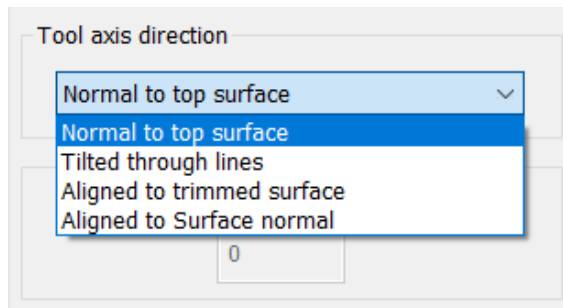 Tool axis direction
Normal to top surface
Normal to top surface
Tilted through lines
Aligned to trimmed surface
Aligned to Surface normal
0